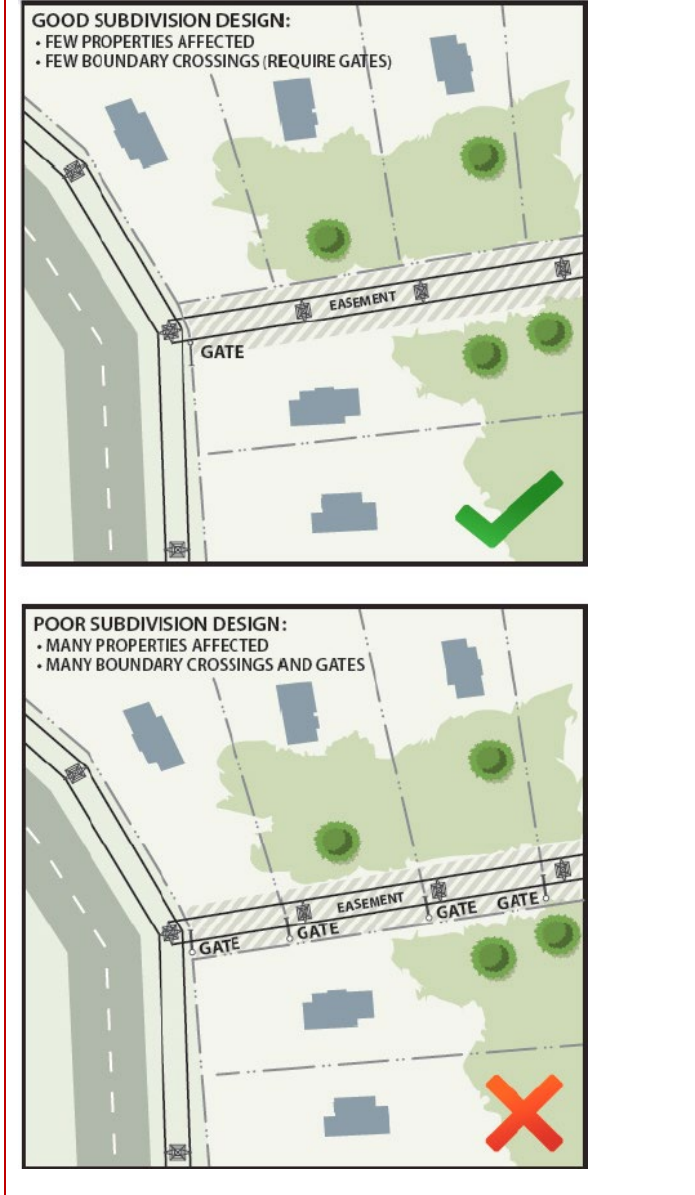 GOOD SUBDIVISION DESIGN:
• FEW PROPERTIES AFFECTED
• FEW BOUNDARY CROSSINGS (REQUIRE GATES)
EASEMENT
GATE
POOR SUBDIVISION DESIGN:
• MANY PROPERTIES AFFECTED
• MANY BOUNDARY CROSSINGS AND GATES
EASEMENT
GATE
GATE
GATE
GATE